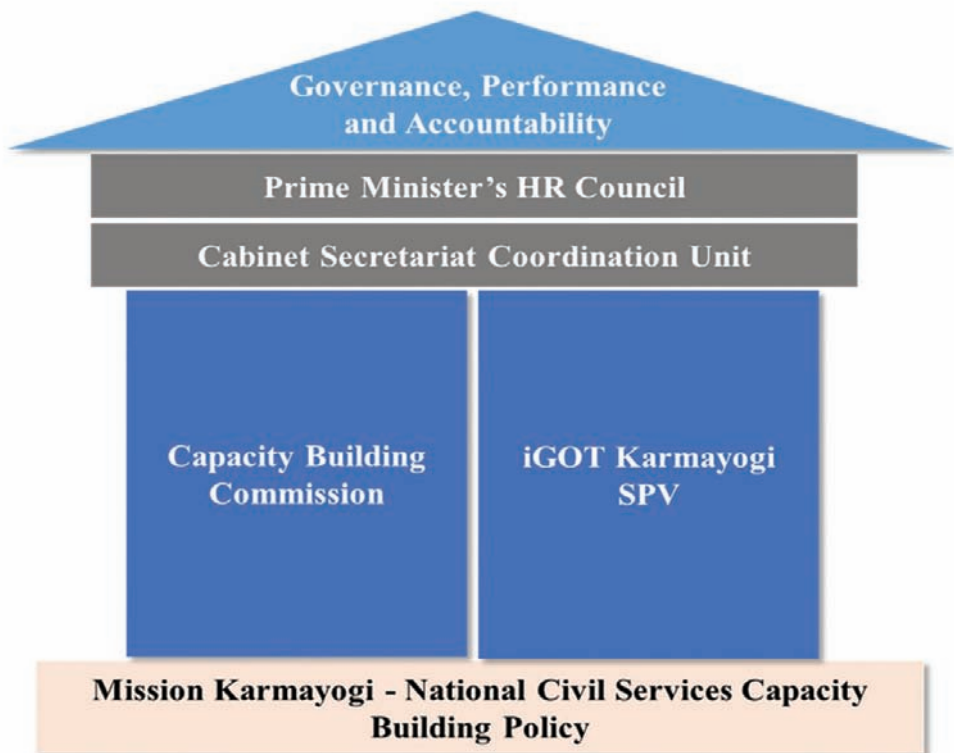 Governance, Performance
and Accountability
Prime Minister's HR Council
Cabinet Secretariat Coordination Unit
Capacity Building
Commission
iGOT Karmayogi
SPV
Mission Karmayogi - National Civil Services Capacity
Building Policy